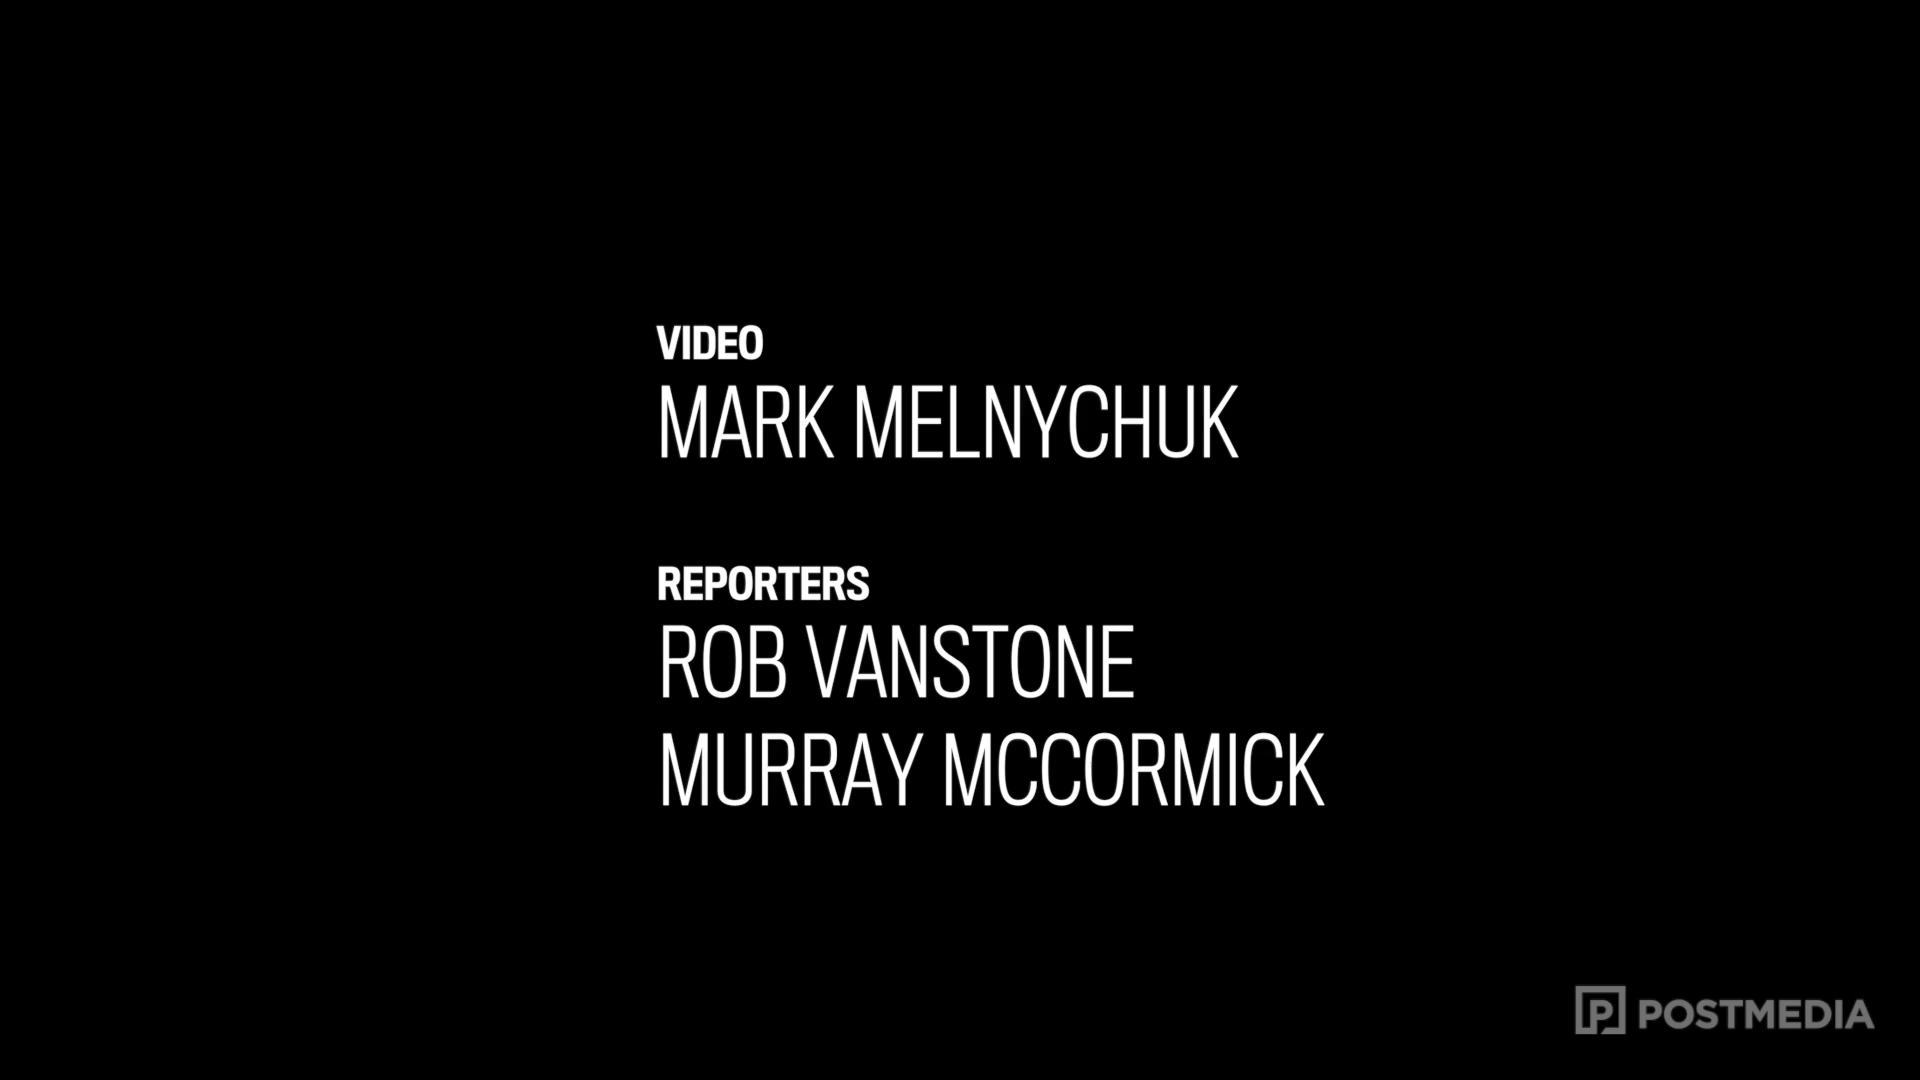 VIDEO
MARK MELNYCHUK
REPORTERS
ROB VANSTONE
MURRAY MCCORMICK
P POSTMEDIA